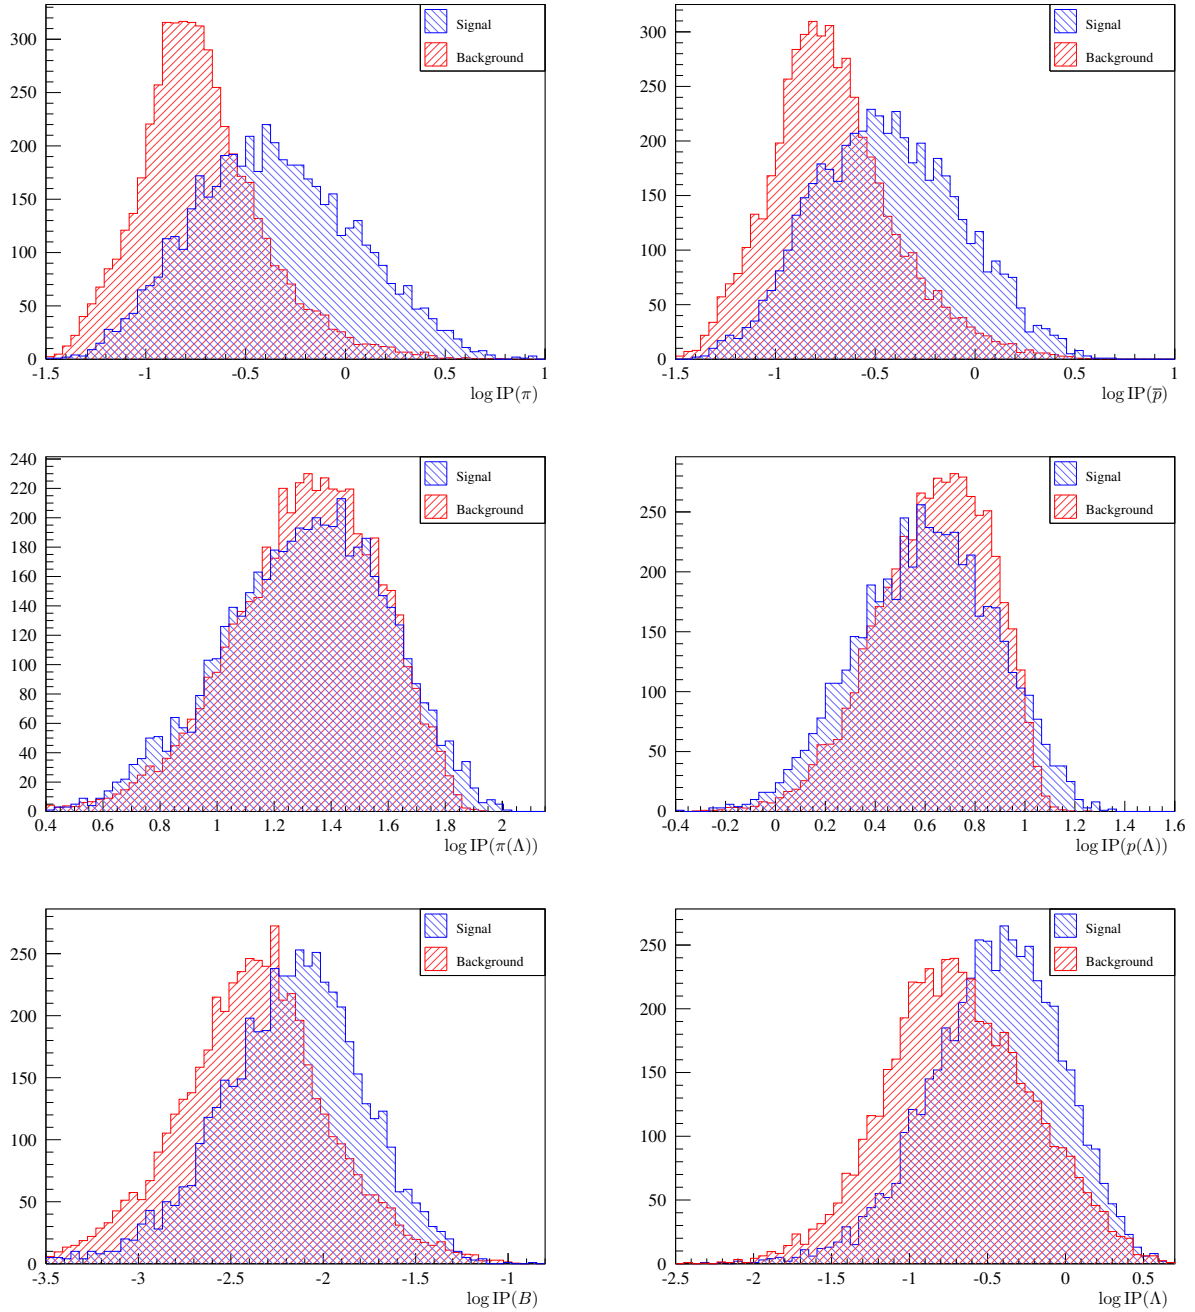 300
250
200
150
100
50
0
-1.5 -1 -0.5 0 0.5 1
log IP(π)
Signal
Background
300
250
200
150
100
50
0
-1.5 -1 -0.5 0 0.5 1
log IP(p̅)
Signal
Background
240
220
200
180
160
140
120
100
80
60
40
20
0
0.4 0.6 0.8 1 1.2 1.4 1.6 1.8 2
log IP(π(Λ))
Signal
Background
250
200
150
100
50
0
-0.4 -0.2 0 0.2 0.4 0.6 0.8 1 1.2 1.4 1.6
log IP(p(Λ))
Signal
Background
250
200
150
100
50
0
-3.5 -3 -2.5 -2 -1.5 -1
log IP(B)
Signal
Background
250
200
150
100
50
0
-2.5 -2 -1.5 -1 -0.5 0 0.5
log IP(Λ)
Signal
Background